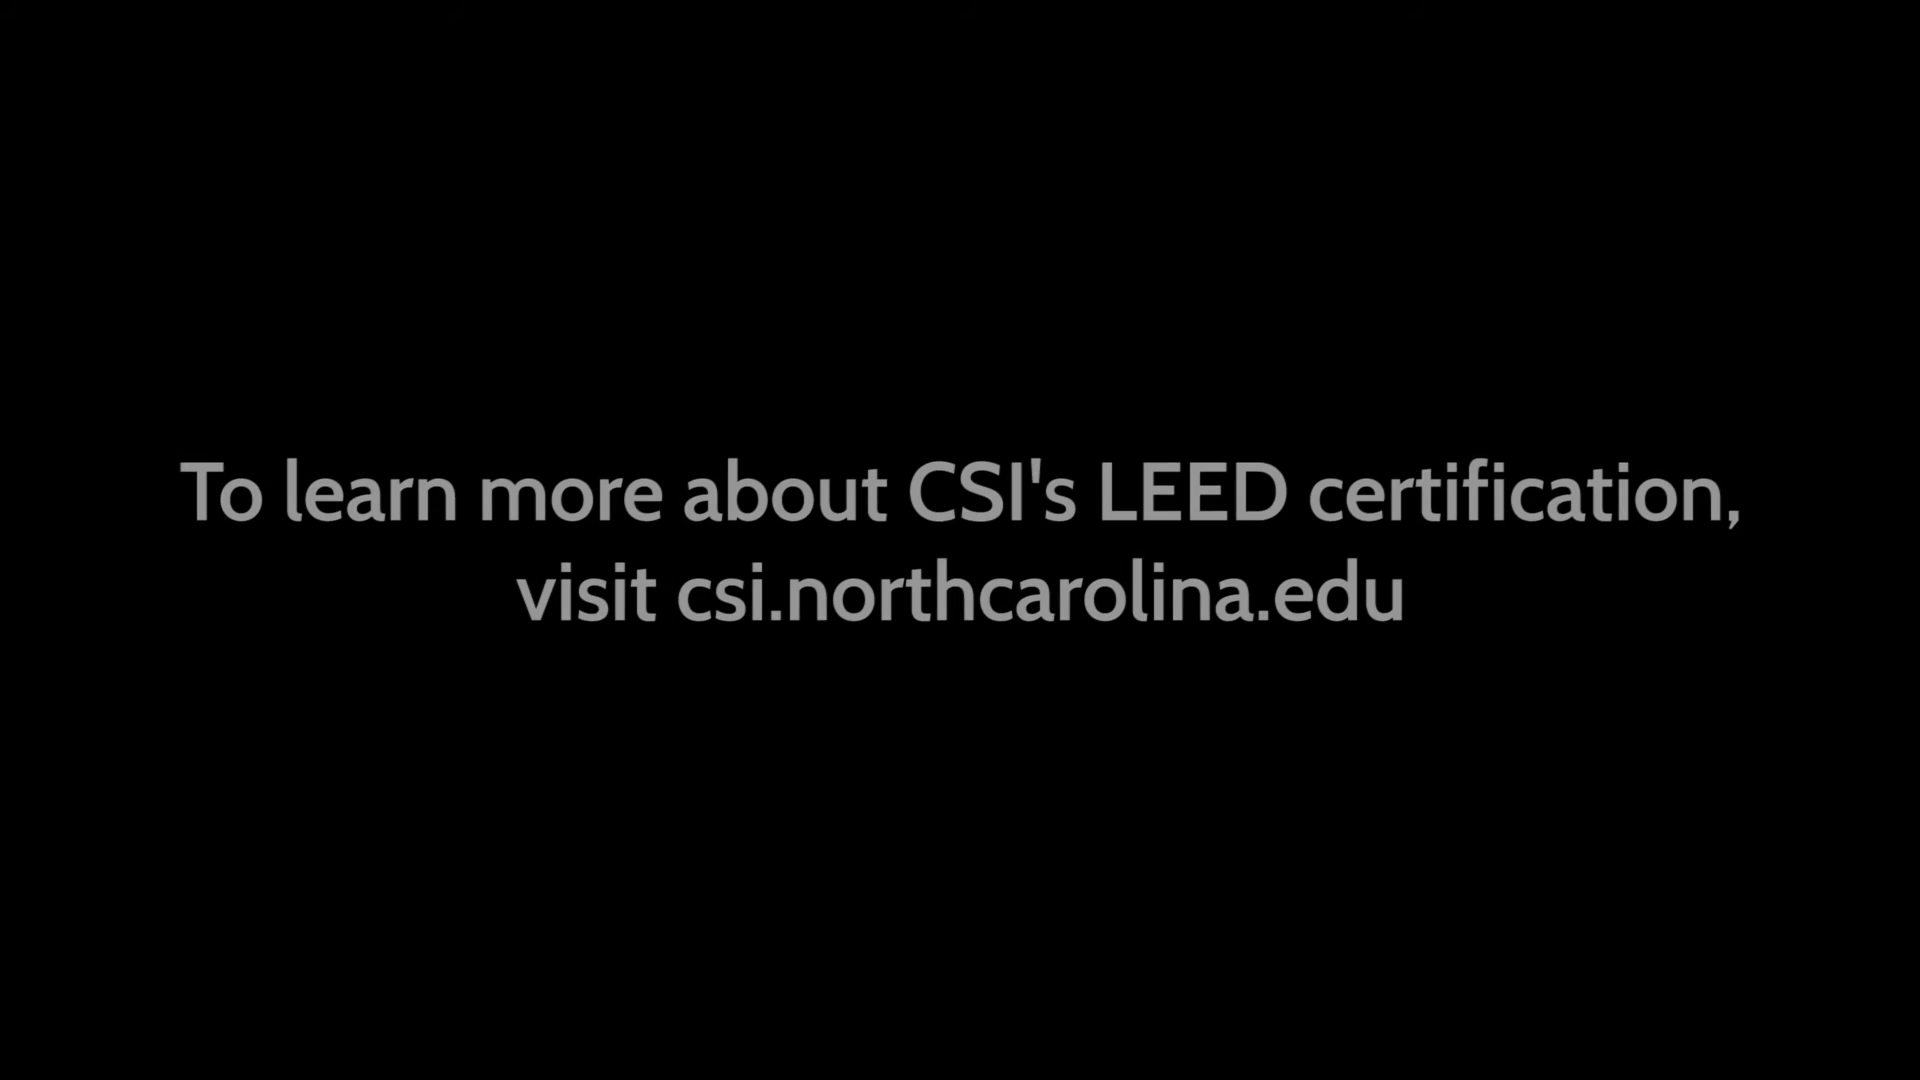 To learn more about CSI's LEED certification,
visit csi.northcarolina.edu